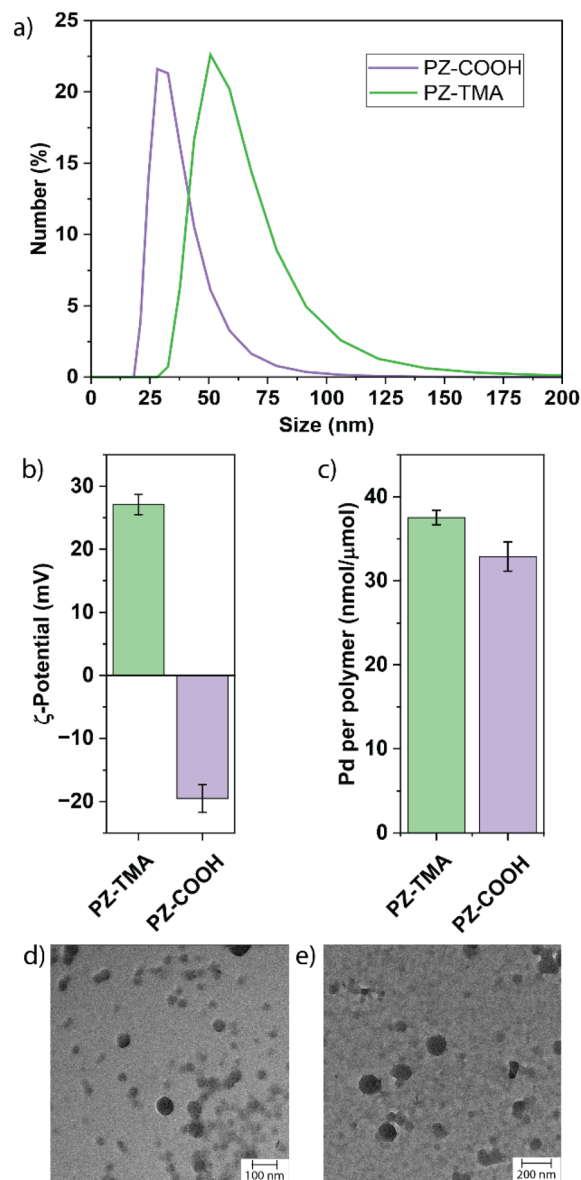 a)
25
20
15
10
5
0
Number (%)
PZ-COOH
PZ-TMA
0 25 50 75 100 125 150 175 200
Size (nm)
b)
30
20
10
0
−10
−20
ζ-Potential (mV)
PZ-TMA
PZ-COOH
c)
40
30
20
10
0
Pd per polymer (nmol/μmol)
PZ-TMA
PZ-COOH
d)
100 nm
e)
200 nm